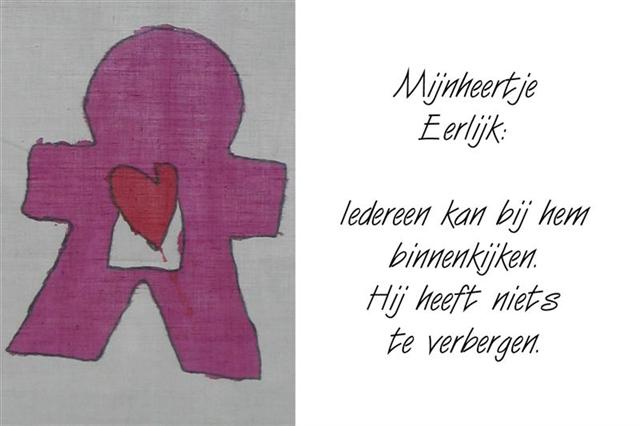 Mijnheertje
Eerlijk:
Iedereen kan bij hem
binnenkijken.
Hij heeft niets
te verbergen.